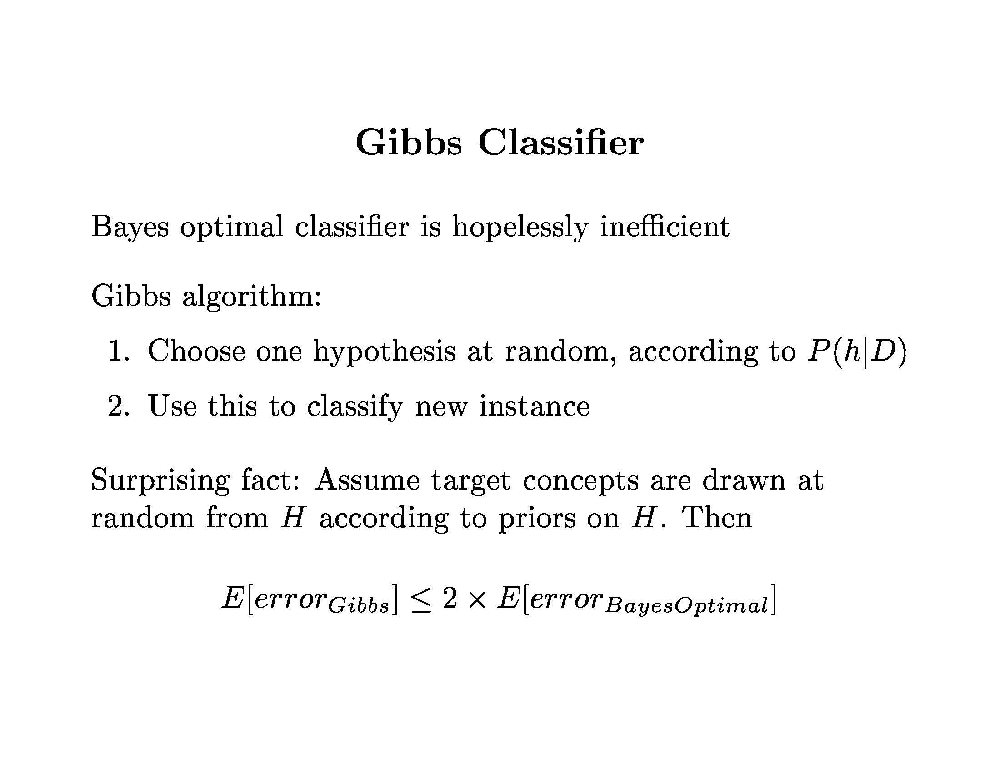 Gibbs Classifier
Bayes optimal classifier is hopelessly inefficient
Gibbs algorithm:
1. Choose one hypothesis at random, according to P(h|D)
2. Use this to classify new instance
Surprising fact: Assume target concepts are drawn at
random from H according to priors on H. Then
E[error_{Gibbs}] ≤ 2 × E[error_{BayesOptimal}]